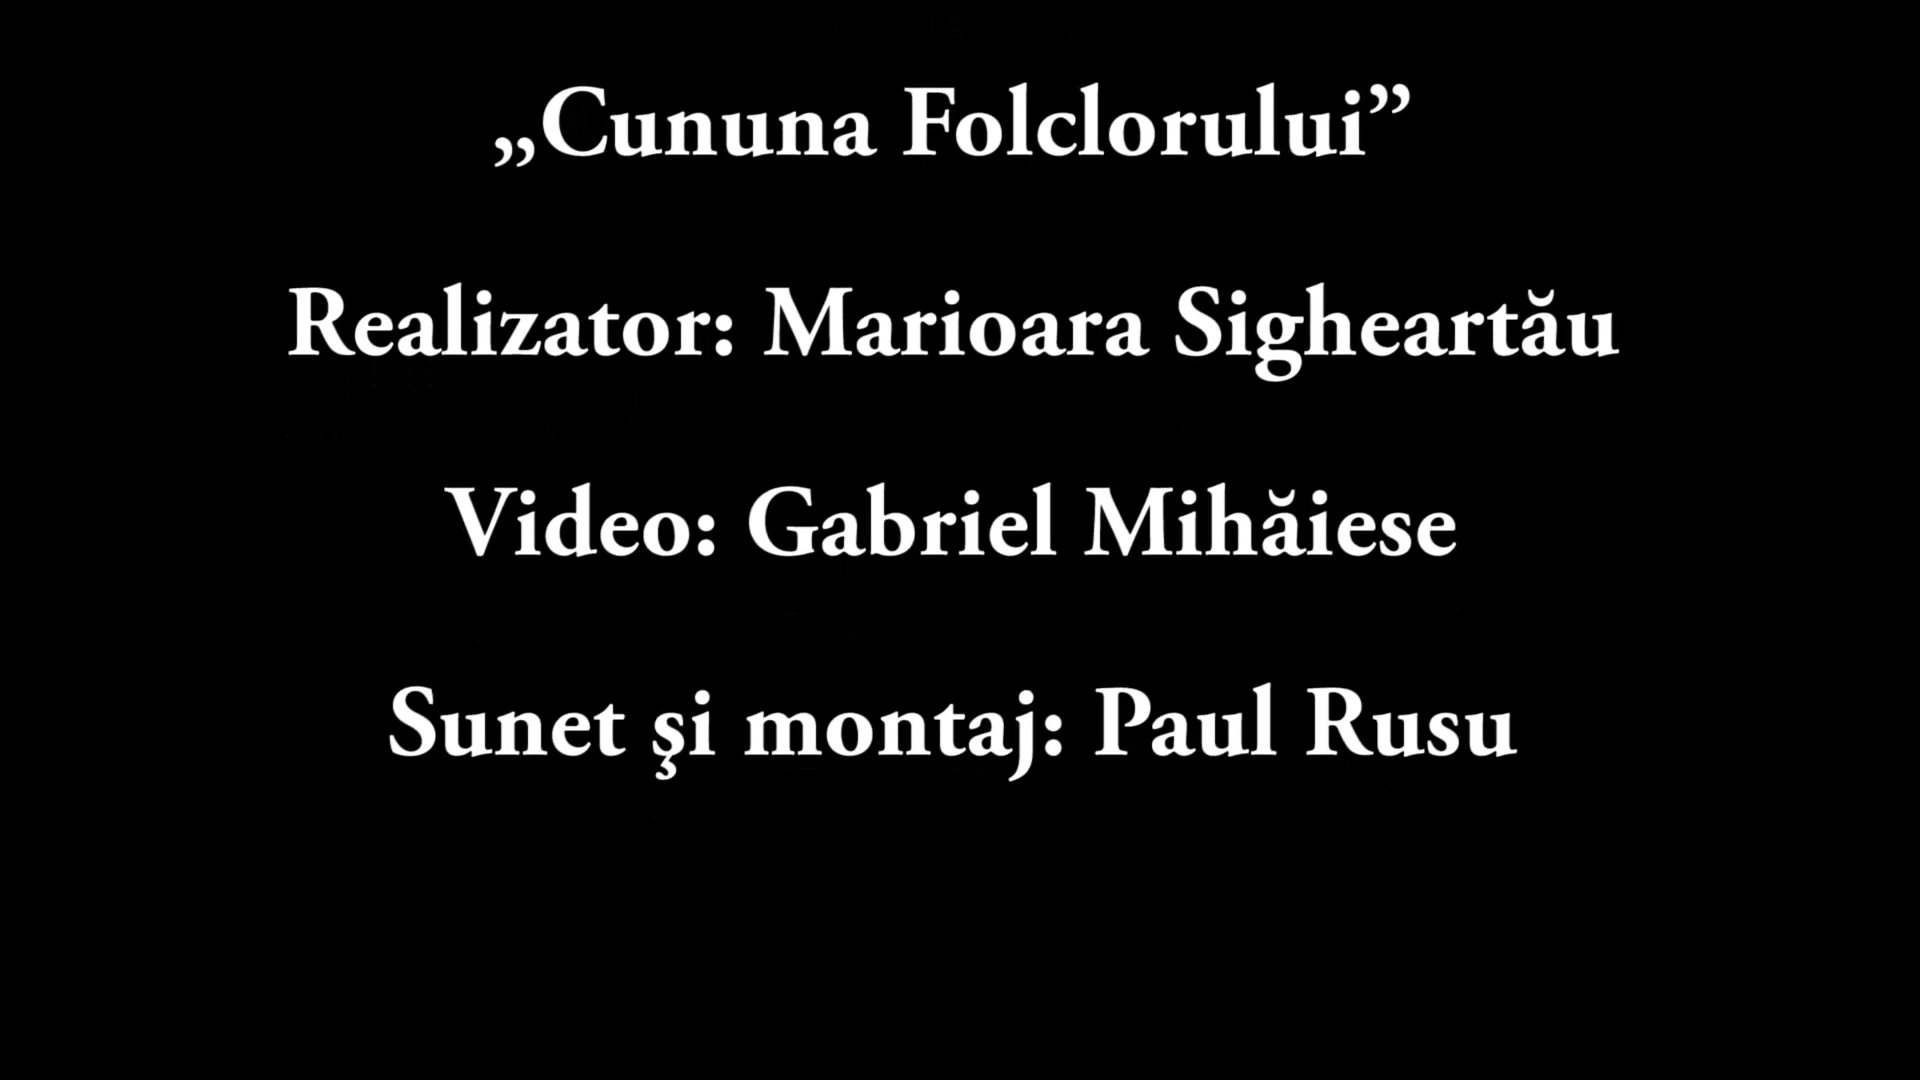 „Cununa Folclorului”
Realizator: Marioara Sigheartău
Video: Gabriel Mihăiese
Sunet şi montaj: Paul Rusu